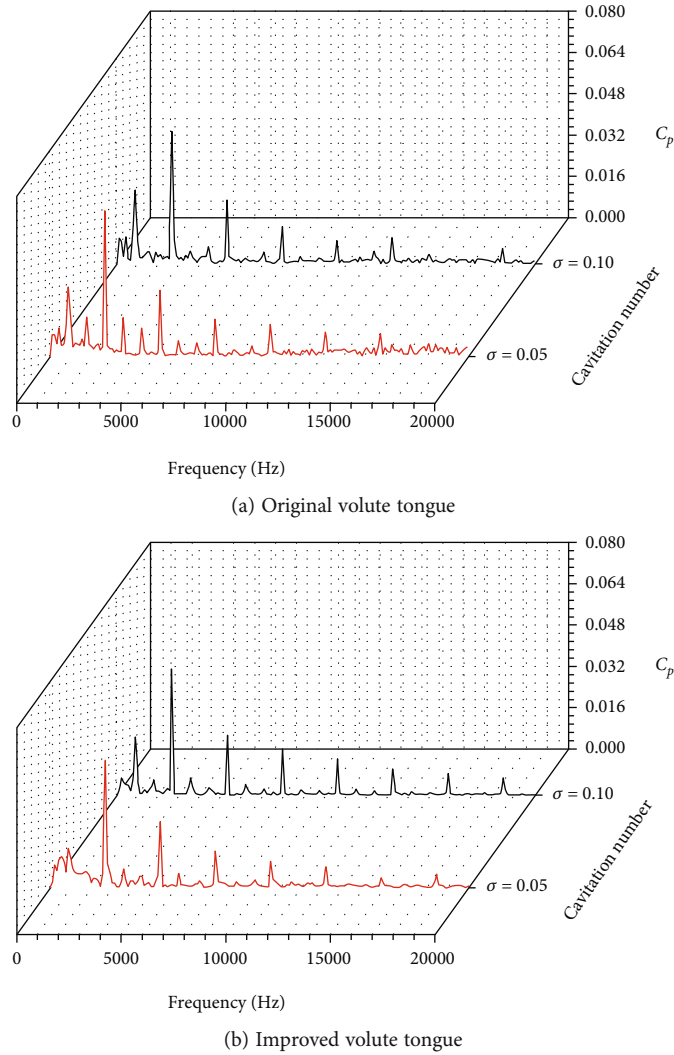 0.080
0.064
0.048
0.032
0.016
0.000
C_p
σ = 0.10
σ = 0.05
Cavitation number
0 5000 10000 15000 20000
Frequency (Hz)
(a) Original volute tongue
0.080
0.064
0.048
0.032
0.016
0.000
C_p
σ = 0.10
σ = 0.05
Cavitation number
0 5000 10000 15000 20000
Frequency (Hz)
(b) Improved volute tongue